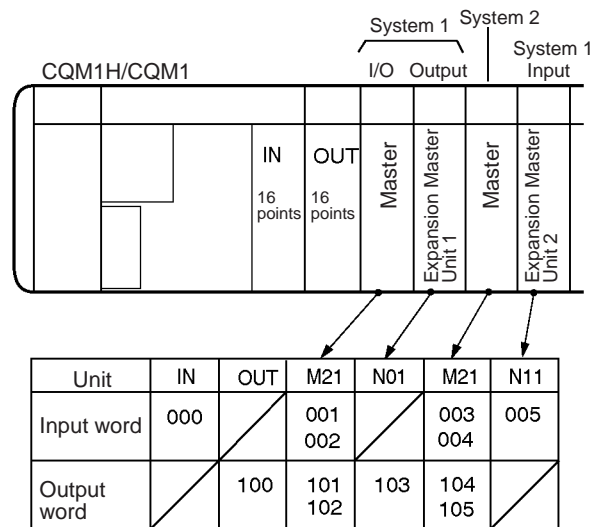 System 1
System 2
System 1
Input
CQM1H/CQM1
I/O
Output
IN
OUT
16
points
16
points
Master
Expansion Master
Unit 1
Master
Expansion Master
Unit 2
Unit
IN
OUT
M21
N01
M21
N11
Input word
000
001
002
003
004
005
Output
word
100
101
102
103
104
105